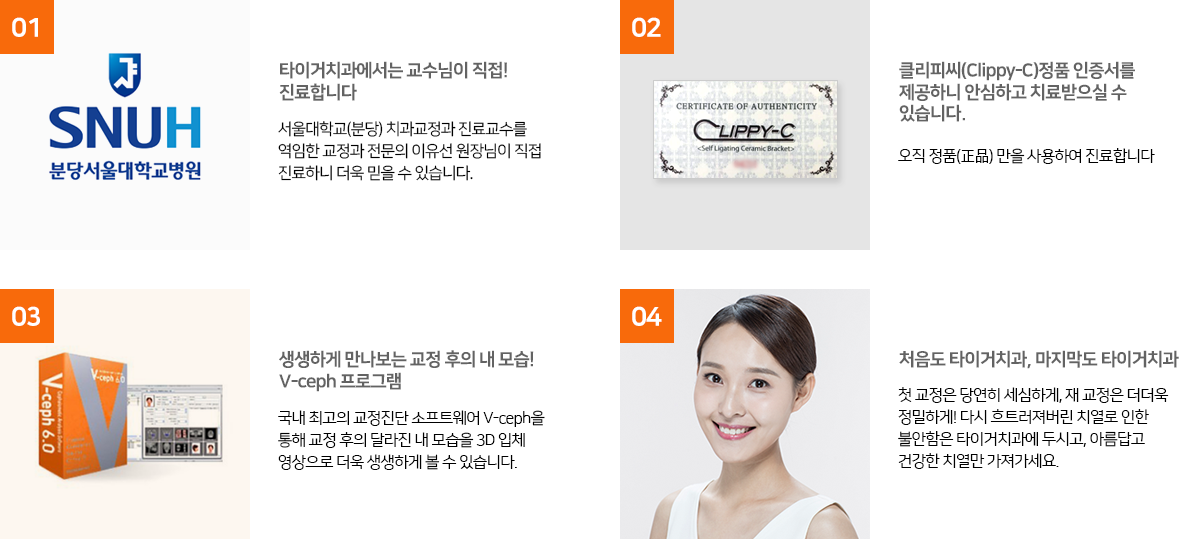 01
SNUH
분당서울대학교병원
타이거치과에서는 교수님이 직접!
진료합니다
서울대학교(분당) 치과교정과 진료교수를
역임한 교정과 전문의 이유선 원장님이 직접
진료하니 더욱 믿을 수 있습니다.
02
CERTIFICATE OF AUTHENTICITY
CLIPPY-C
<Self Ligating Ceramic Bracket>
클리피씨(Clippy-C)정품 인증서를
제공하니 안심하고 치료받으실 수
있습니다.
오직 정품(正品) 만을 사용하여 진료합니다
03
V-ceph 6.0
V-ceph 6.0
V
생생하게 만나보는 교정 후의 내 모습!
V-ceph 프로그램
국내 최고의 교정진단 소프트웨어 V-ceph을
통해 교정 후의 달라진 내 모습을 3D 입체
영상으로 더욱 생생하게 볼 수 있습니다.
04
처음도 타이거치과, 마지막도 타이거치과
첫 교정은 당연히 세심하게, 재 교정은 더더욱
정밀하게! 다시 흐트러져버린 치열로 인한
불안함은 타이거치과에 두시고, 아름답고
건강한 치열만 가져가세요.